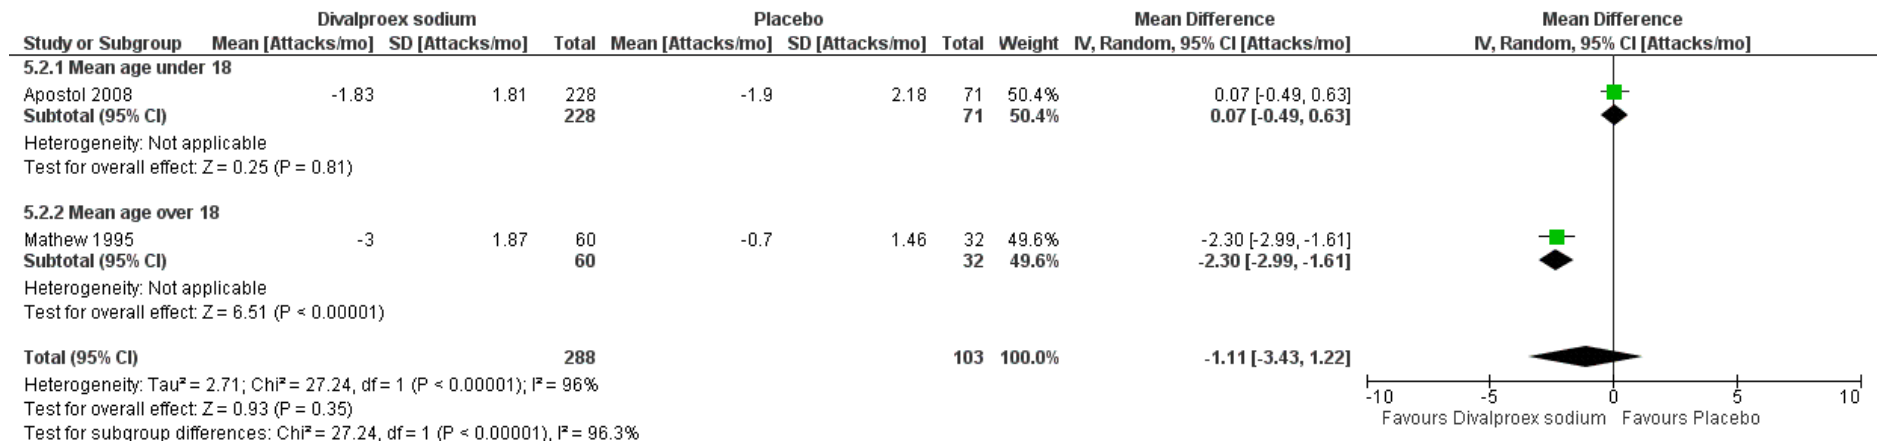 Divalproex sodium Placebo Mean Difference Mean Difference
Study or Subgroup Mean [Attacks/mo] SD [Attacks/mo] Total Mean [Attacks/mo] SD [Attacks/mo] Total Weight IV, Random, 95% CI [Attacks/mo] IV, Random, 95% CI [Attacks/mo]
5.2.1 Mean age under 18
Apostol 2008 -1.83 1.81 228 -1.9 2.18 71 50.4% 0.07 [-0.49, 0.63]
Subtotal (95% CI) 228 71 50.4% 0.07 [-0.49, 0.63]
Heterogeneity: Not applicable
Test for overall effect: Z = 0.25 (P = 0.81)
5.2.2 Mean age over 18
Mathew 1995 -3 1.87 60 -0.7 1.46 32 49.6% -2.30 [-2.99, -1.61]
Subtotal (95% CI) 60 32 49.6% -2.30 [-2.99, -1.61]
Heterogeneity: Not applicable
Test for overall effect: Z = 6.51 (P < 0.00001)
Total (95% CI) 288 103 100.0% -1.11 [-3.43, 1.22]
Heterogeneity: Tau² = 2.71; Chi² = 27.24, df = 1 (P < 0.00001); I² = 96%
Test for overall effect: Z = 0.93 (P = 0.35)
Test for subgroup differences: Chi² = 27.24, df = 1 (P < 0.00001), I² = 96.3%
-10 -5 0 5 10
Favours Divalproex sodium Favours Placebo